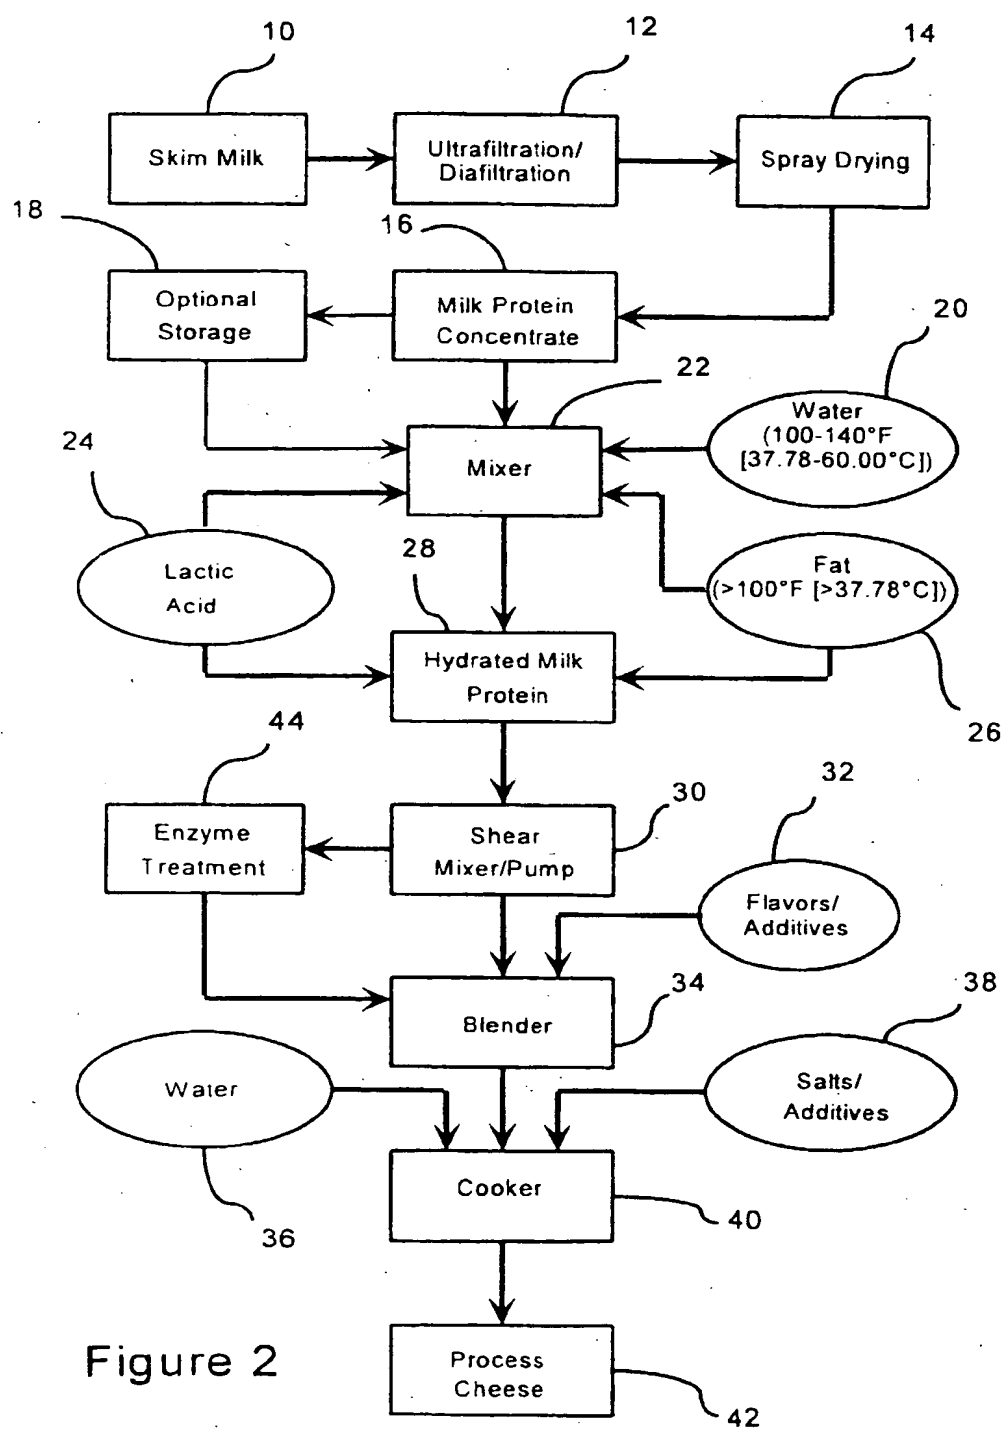 10
12
14
Skim Milk
Ultrafiltration/
Diafiltration
Spray Drying
18
16
Optional
Storage
Milk Protein
Concentrate
20
22
Water
(100-140°F
[37.78-60.00°C])
24
Mixer
28
Lactic
Acid
Fat
(>100°F [>37.78°C])
Hydrated Milk
Protein
26
44
32
30
Enzyme
Treatment
Shear
Mixer/Pump
Flavors/
Additives
34
38
Blender
Water
Salts/
Additives
Cooker
40
36
Figure 2
Process
Cheese
42